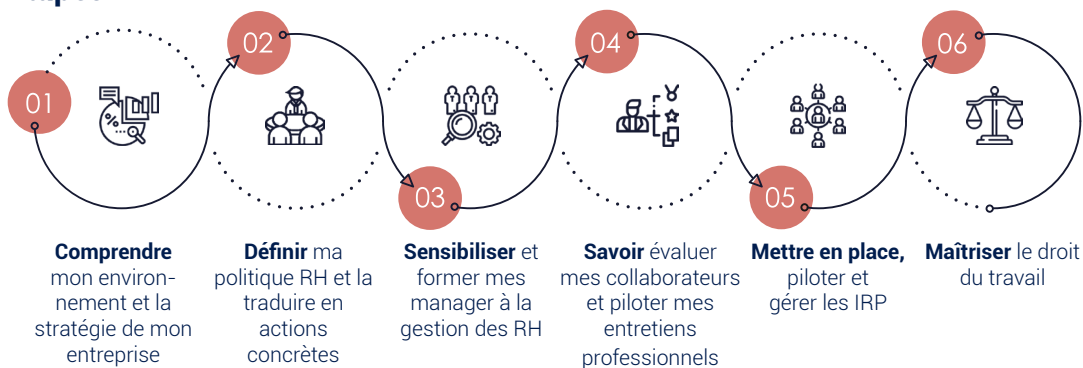 01
Comprendre
mon environ-
nement et la
stratégie de mon
entreprise
02
Définir ma
politique RH et la
traduire en
actions
concrètes
03
Sensibiliser et
former mes
manager à la
gestion des RH
04
Savoir évaluer
mes collaborateurs
et piloter mes
entretiens
professionnels
05
Mettre en place,
piloter et
gérer les IRP
06
Maîtriser le droit
du travail